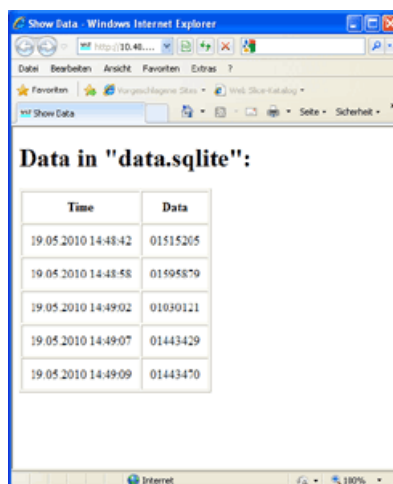 Show Data - Windows Internet Explorer
http://10.48....
Datei Bearbeiten Ansicht Favoriten Extras ?
Favoriten Vorgeschlagene Sites Web Slice-Katalog
Show Data Seite Sicherheit
Data in "data.sqlite":
Time Data
19.05.2010 14:48:42 01515205
19.05.2010 14:48:58 01595879
19.05.2010 14:49:02 01030121
19.05.2010 14:49:07 01443429
19.05.2010 14:49:09 01443470
Internet 100%